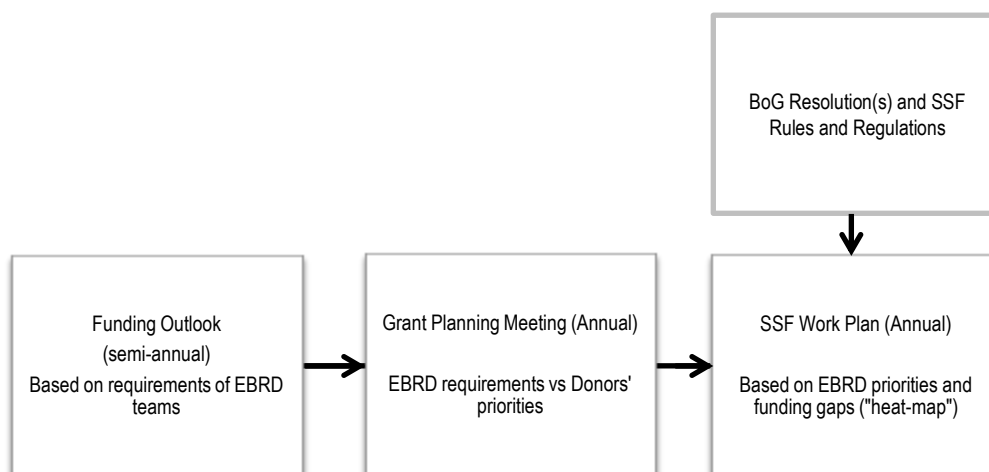 BoG Resolution(s) and SSF
Rules and Regulations
Funding Outlook
(semi-annual)
Based on requirements of EBRD
teams
Grant Planning Meeting (Annual)
EBRD requirements vs Donors'
priorities
SSF Work Plan (Annual)
Based on EBRD priorities and
funding gaps ("heat-map")